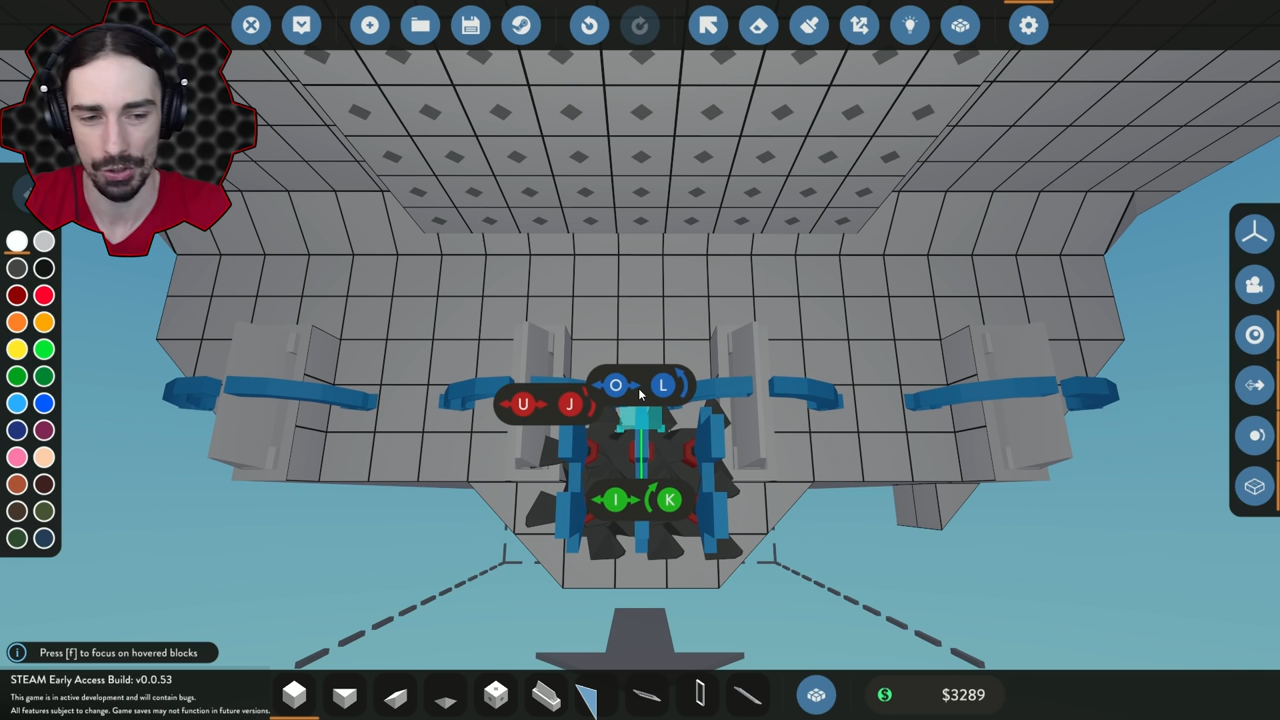 O L
U J
I K
Press [f] to focus on hovered blocks
STEAM Early Access Build: v0.0.53
This game is in active development and will contain bugs.
All features subject to change. Game saves may not function in future versions.
$ $3289